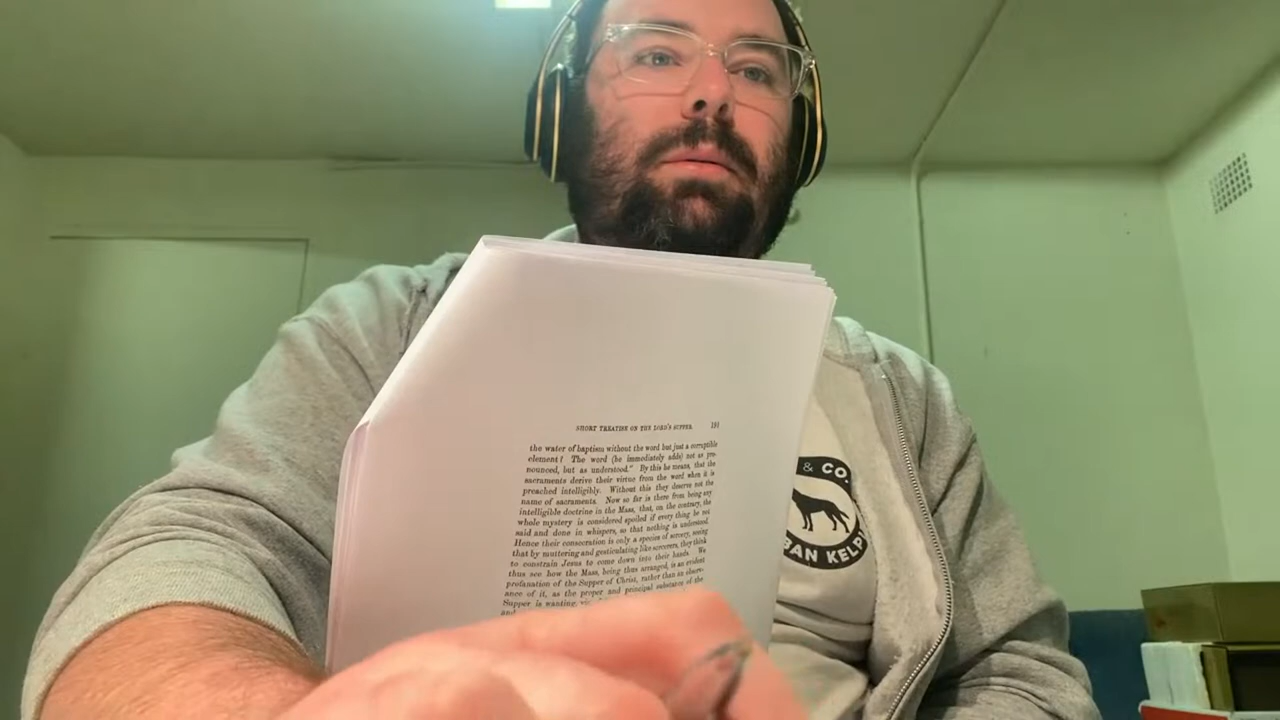 SHORT TREATISE ON THE LORD'S SUPPER. 191
the water of baptism without the word but just a corruptible
element? The word (he immediately adds) not as pro-
nounced, but as understood." By this he means, that the
sacraments derive their virtue from the word when it is
preached intelligibly. Without this they deserve not the
name of sacraments. Now so far is there from being any
intelligible doctrine in the Mass, that, on the contrary, the
whole mystery is considered spoiled if every thing be not
said and done in whispers, so that nothing is understood.
Hence their consecration is only a species of sorcery, seeing
that by muttering and gesticulating like sorcerers, they think
to constrain Jesus to come down into their hands. We
thus see how the Mass, being thus arranged, is an evident
profanation of the Supper of Christ, rather than an observ-
ance of it, as the proper and principal substance of the
Supper is wanting,
and
& CO.
BAN KELPI